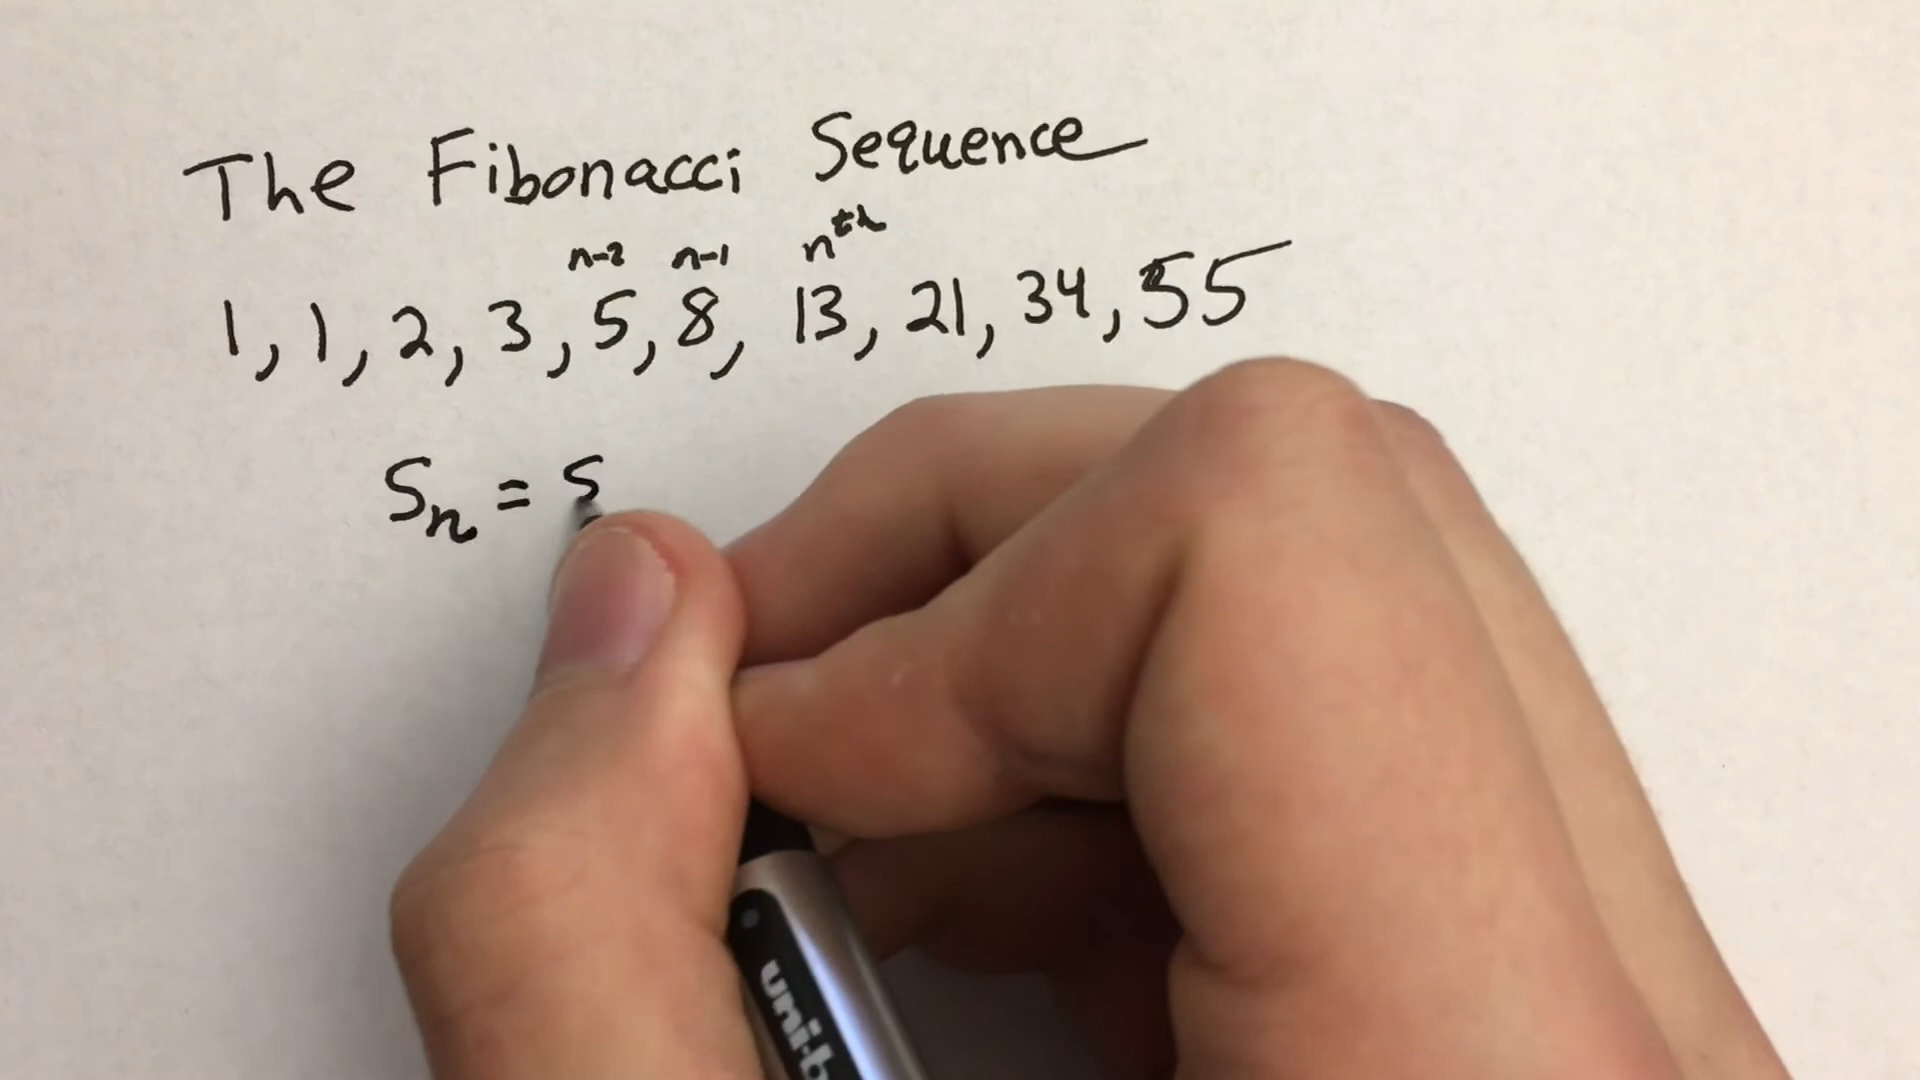 The Fibonacci Sequence
n-2 n-1 nth
1, 1, 2, 3, 5, 8, 13, 21, 34, 55
Sn = S
uni-b